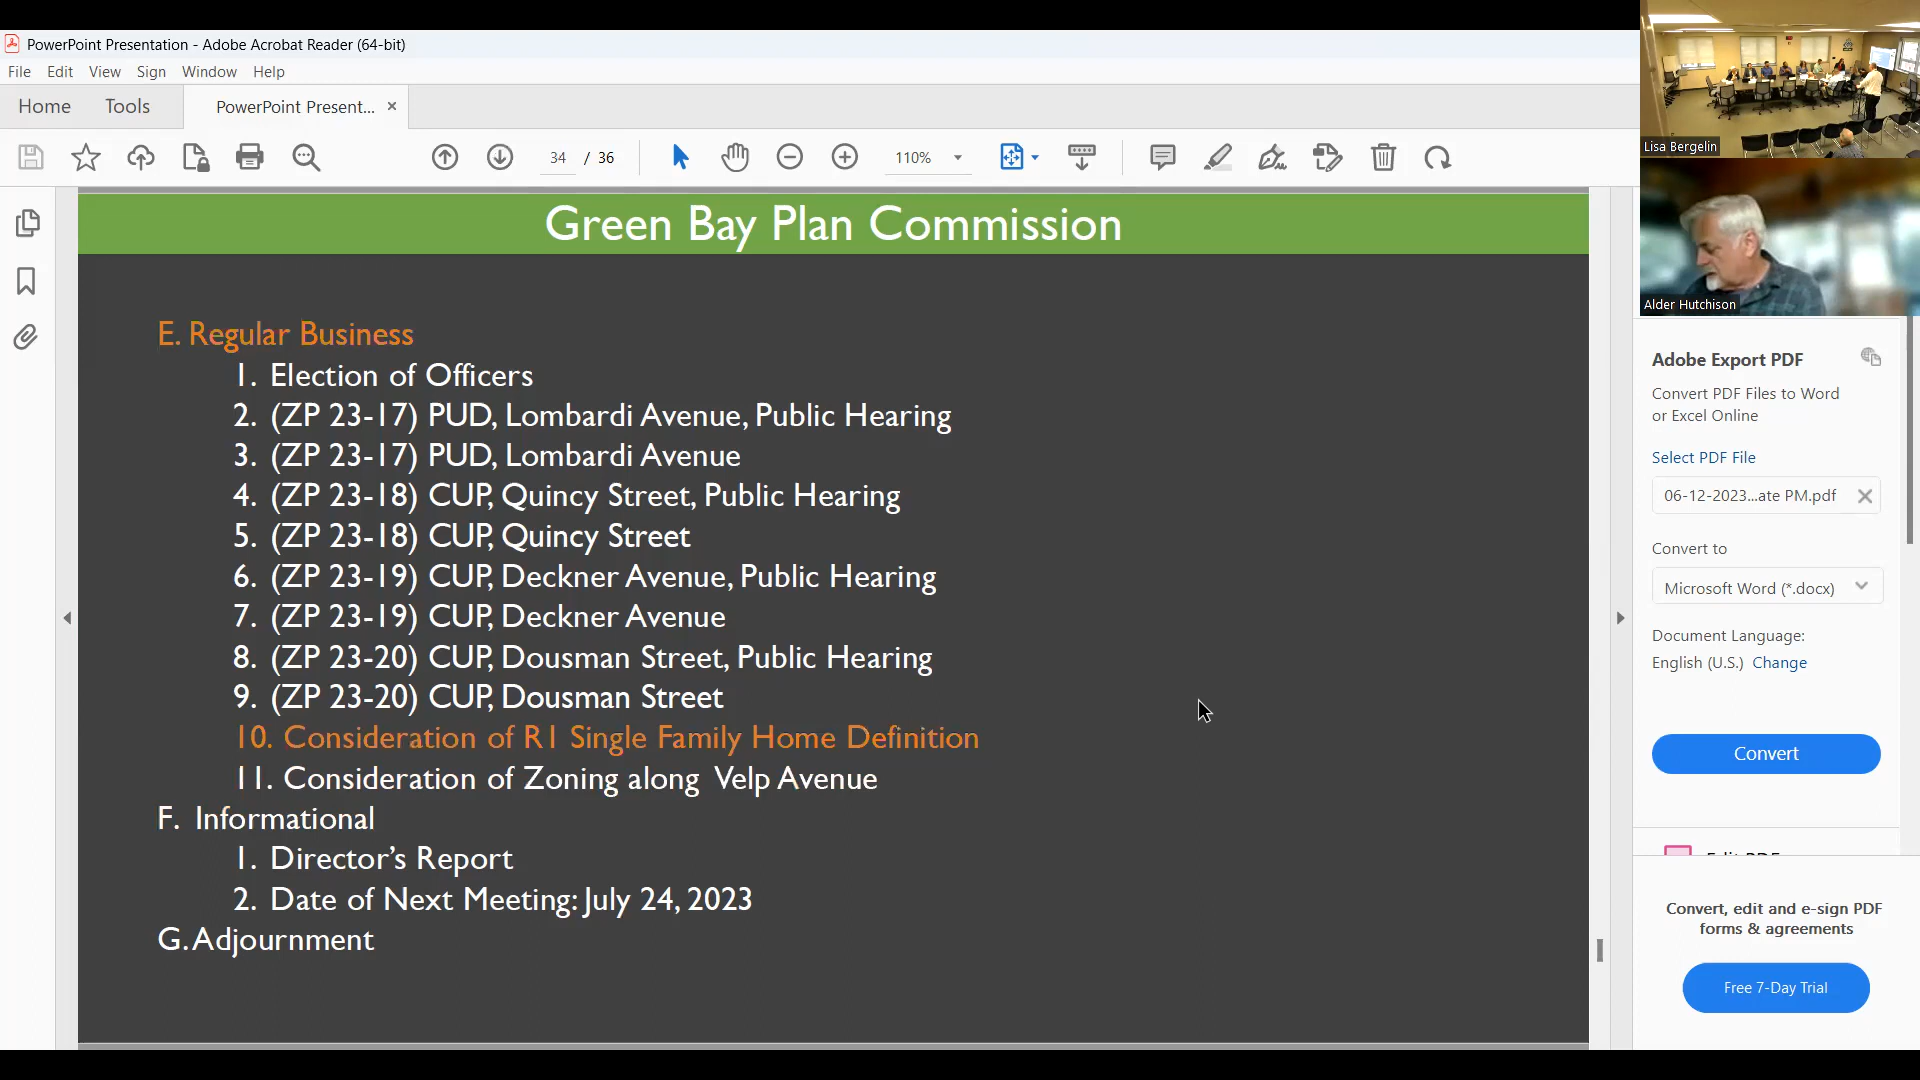 PowerPoint Presentation - Adobe Acrobat Reader (64-bit)
File Edit View Sign Window Help
Home Tools PowerPoint Present... ×
34 / 36 110%
Lisa Bergelin
Alder Hutchison
Green Bay Plan Commission
E. Regular Business
1. Election of Officers
2. (ZP 23-17) PUD, Lombardi Avenue, Public Hearing
3. (ZP 23-17) PUD, Lombardi Avenue
4. (ZP 23-18) CUP, Quincy Street, Public Hearing
5. (ZP 23-18) CUP, Quincy Street
6. (ZP 23-19) CUP, Deckner Avenue, Public Hearing
7. (ZP 23-19) CUP, Deckner Avenue
8. (ZP 23-20) CUP, Dousman Street, Public Hearing
9. (ZP 23-20) CUP, Dousman Street
10. Consideration of R1 Single Family Home Definition
11. Consideration of Zoning along Velp Avenue
F. Informational
1. Director's Report
2. Date of Next Meeting: July 24, 2023
G. Adjournment
Adobe Export PDF
Convert PDF Files to Word
or Excel Online
Select PDF File
06-12-2023...ate PM.pdf
Convert to
Microsoft Word (*.docx)
Document Language:
English (U.S.) Change
Convert
Edit PDF
Convert, edit and e-sign PDF
forms & agreements
Free 7-Day Trial